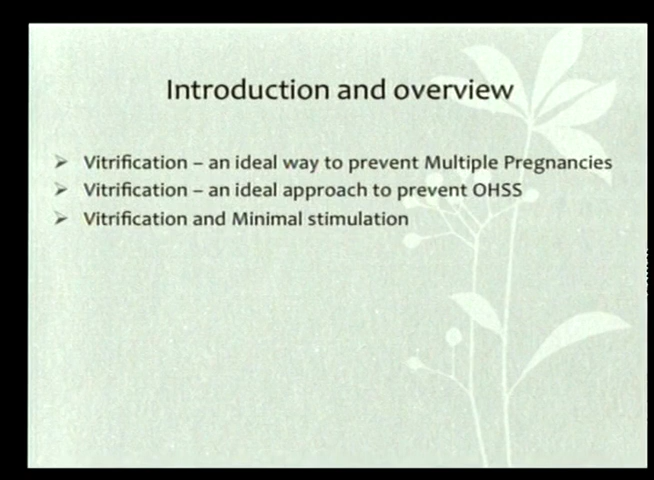 Introduction and overview
➢ Vitrification – an ideal way to prevent Multiple Pregnancies
➢ Vitrification – an ideal approach to prevent OHSS
➢ Vitrification and Minimal stimulation